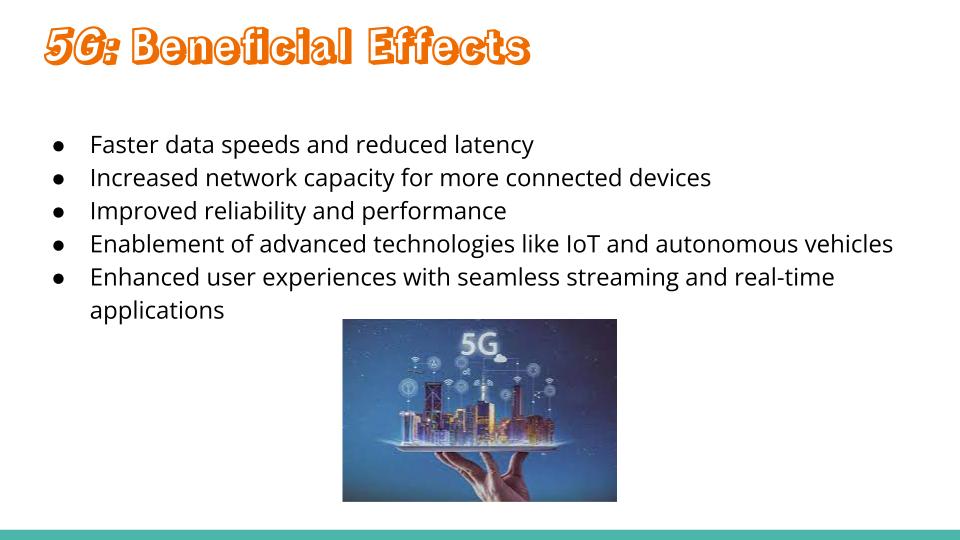 5G: Beneficial Effects
● Faster data speeds and reduced latency
● Increased network capacity for more connected devices
● Improved reliability and performance
● Enablement of advanced technologies like IoT and autonomous vehicles
● Enhanced user experiences with seamless streaming and real-time
applications
5G